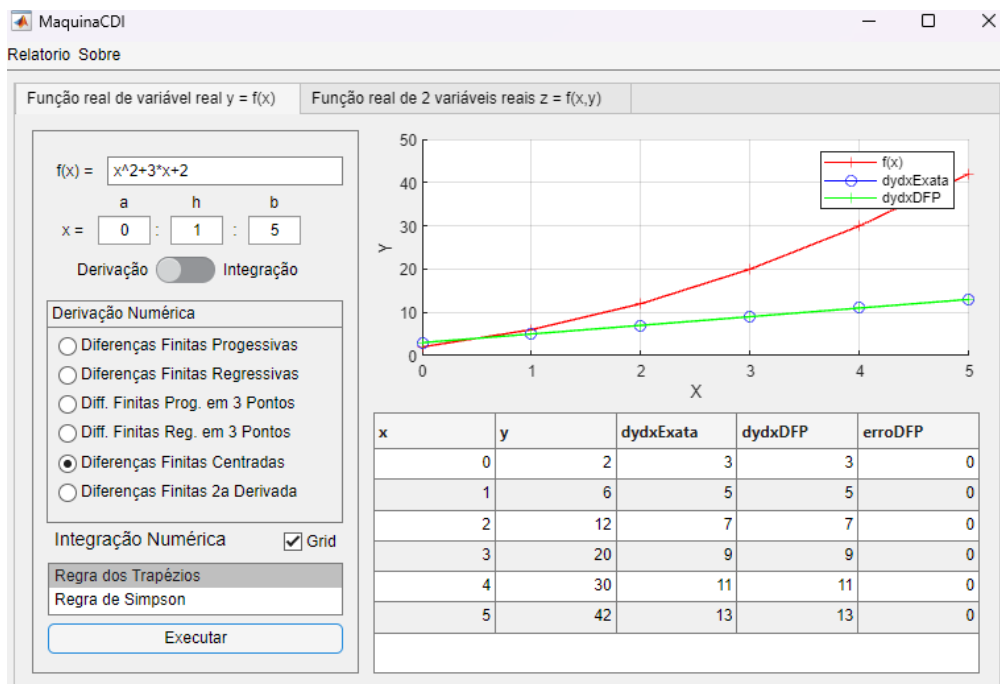 MaquinaCDI
Relatorio Sobre
Função real de variável real y = f(x)
Função real de 2 variáveis reais z = f(x,y)
f(x) = x^2+3*x+2
a h b
x = 0 : 1 : 5
Derivação Integração
Derivação Numérica
Diferenças Finitas Progessivas
Diferenças Finitas Regressivas
Diff. Finitas Prog. em 3 Pontos
Diff. Finitas Reg. em 3 Pontos
Diferenças Finitas Centradas
Diferenças Finitas 2a Derivada
Integração Numérica Grid
Regra dos Trapézios
Regra de Simpson
Executar
50
40
30
20
10
0
Y
0 1 2 3 4 5
X
f(x)
dydxExata
dydxDFP
x y dydxExata dydxDFP erroDFP
0 2 3 3 0
1 6 5 5 0
2 12 7 7 0
3 20 9 9 0
4 30 11 11 0
5 42 13 13 0